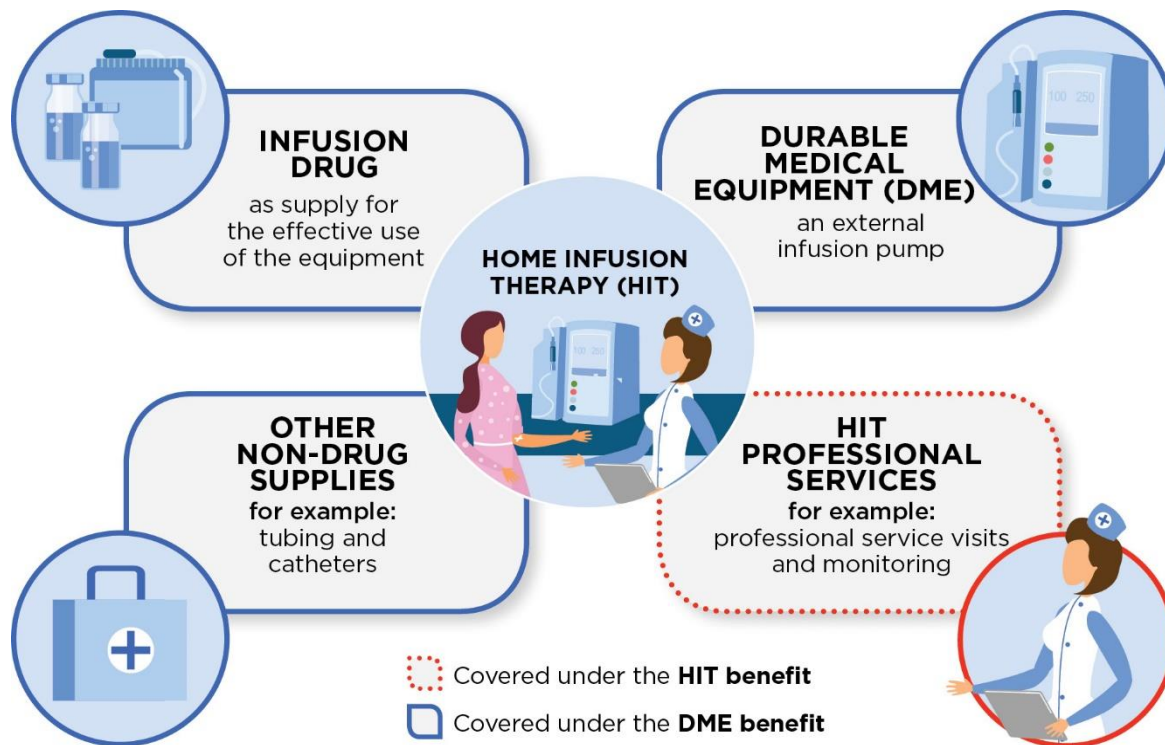 INFUSION
DRUG
as supply for
the effective use
of the equipment
DURABLE
MEDICAL
EQUIPMENT (DME)
an external
infusion pump
100 250
HOME INFUSION
THERAPY (HIT)
100 250
OTHER
NON-DRUG
SUPPLIES
for example:
tubing and
catheters
HIT
PROFESSIONAL
SERVICES
for example:
professional service visits
and monitoring
Covered under the HIT benefit
Covered under the DME benefit